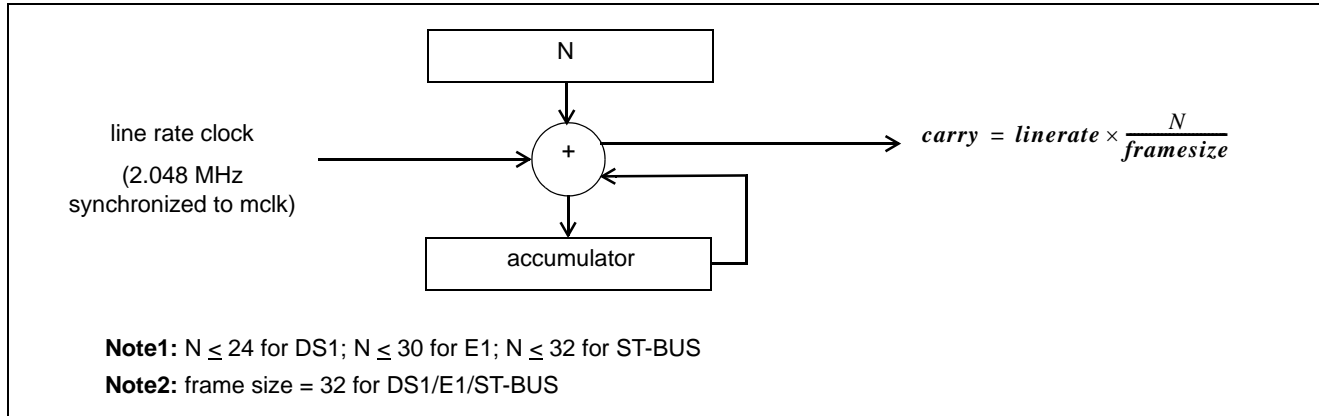 N
line rate clock
(2.048 MHz
synchronized to mclk)
+
carry = linerate × N / framesize
accumulator
Note1: N ≤ 24 for DS1; N ≤ 30 for E1; N ≤ 32 for ST-BUS
Note2: frame size = 32 for DS1/E1/ST-BUS